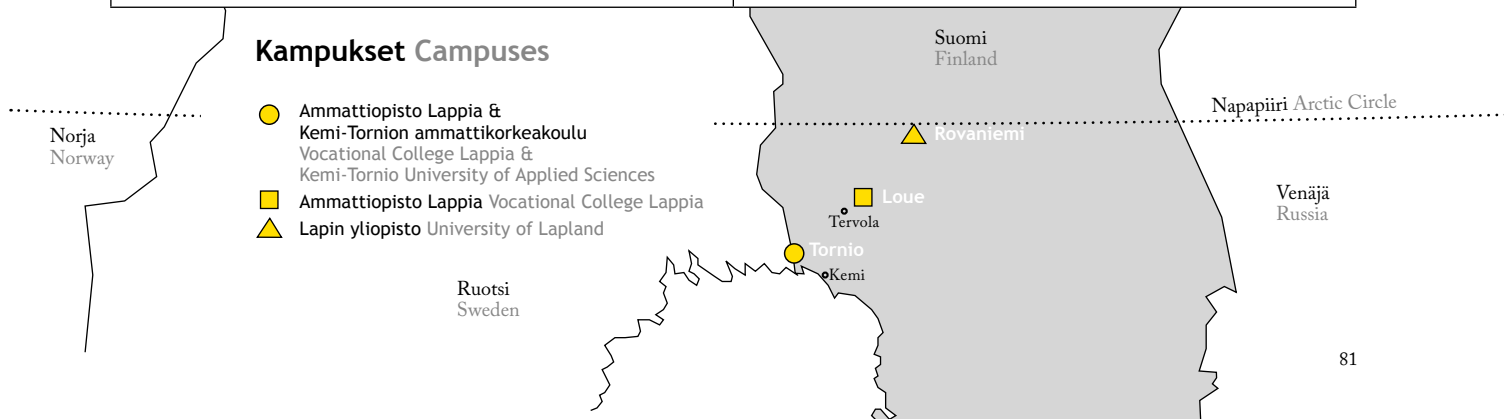 Kampukset Campuses
Ammattiopisto Lappia &
Kemi-Tornion ammattikorkeakoulu
Vocational College Lappia &
Kemi-Tornio University of Applied Sciences
Ammattiopisto Lappia Vocational College Lappia
Lapin yliopisto University of Lapland
Norja
Norway
Ruotsi
Sweden
Suomi
Finland
Napapiiri Arctic Circle
Rovaniemi
Loue
Tervola
Tornio
Kemi
Venäjä
Russia
81